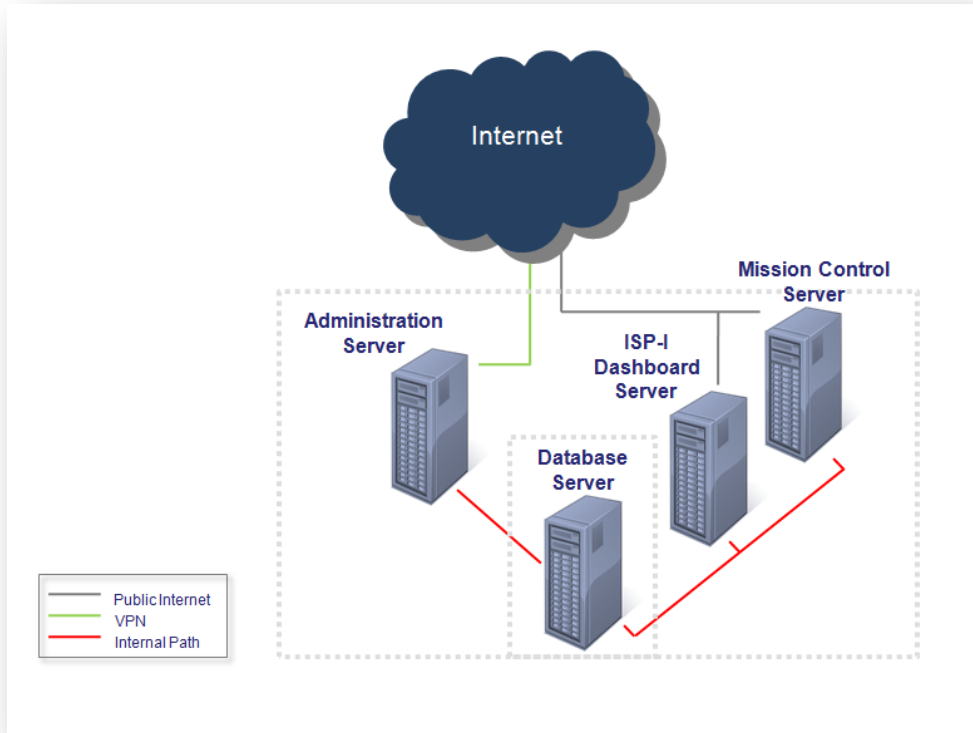 Internet
Mission Control
Server
Administration
Server
ISP-I
Dashboard
Server
Database
Server
Public Internet
VPN
Internal Path